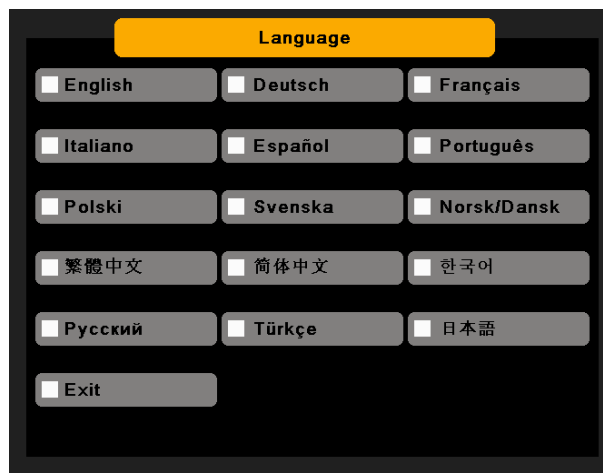 Language
English Deutsch Français
Italiano Español Português
Polski Svenska Norsk/Dansk
繁體中文 简体中文 한국어
Русский Türkçe 日本語
Exit